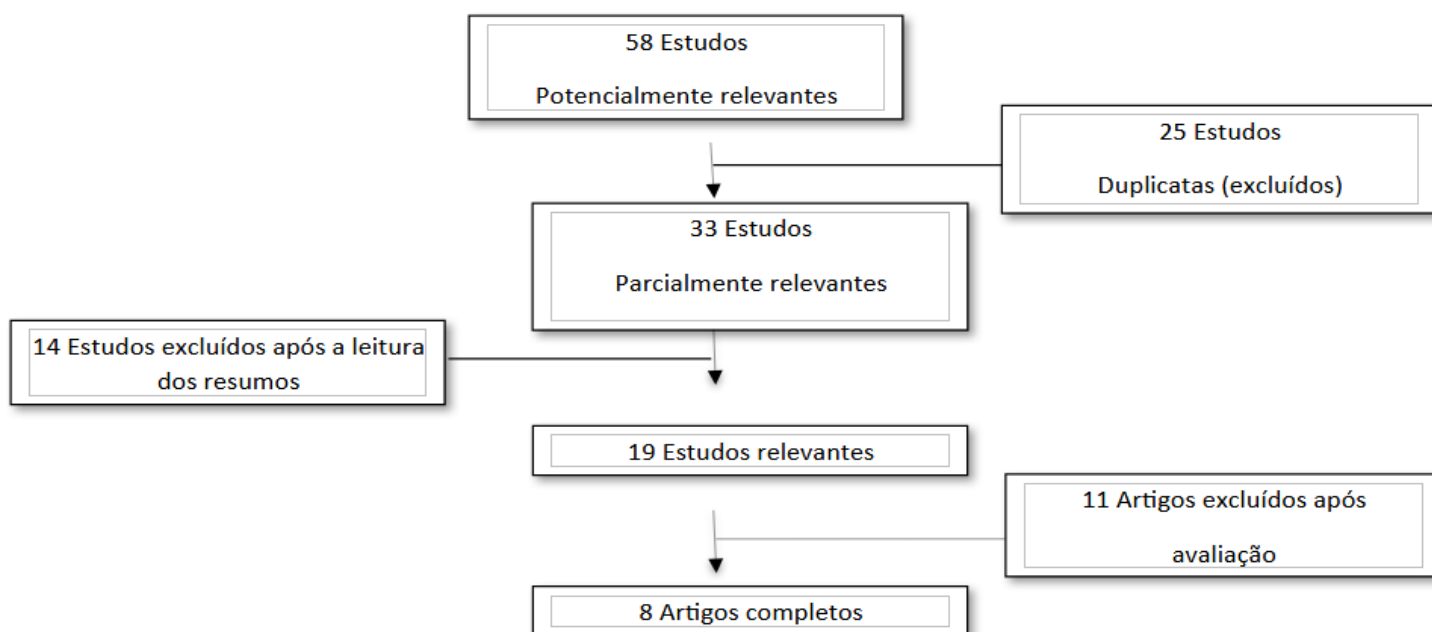 58 Estudos
Potencialmente relevantes
25 Estudos
Duplicatas (excluídos)
33 Estudos
Parcialmente relevantes
14 Estudos excluídos após a leitura
dos resumos
19 Estudos relevantes
11 Artigos excluídos após
avaliação
8 Artigos completos